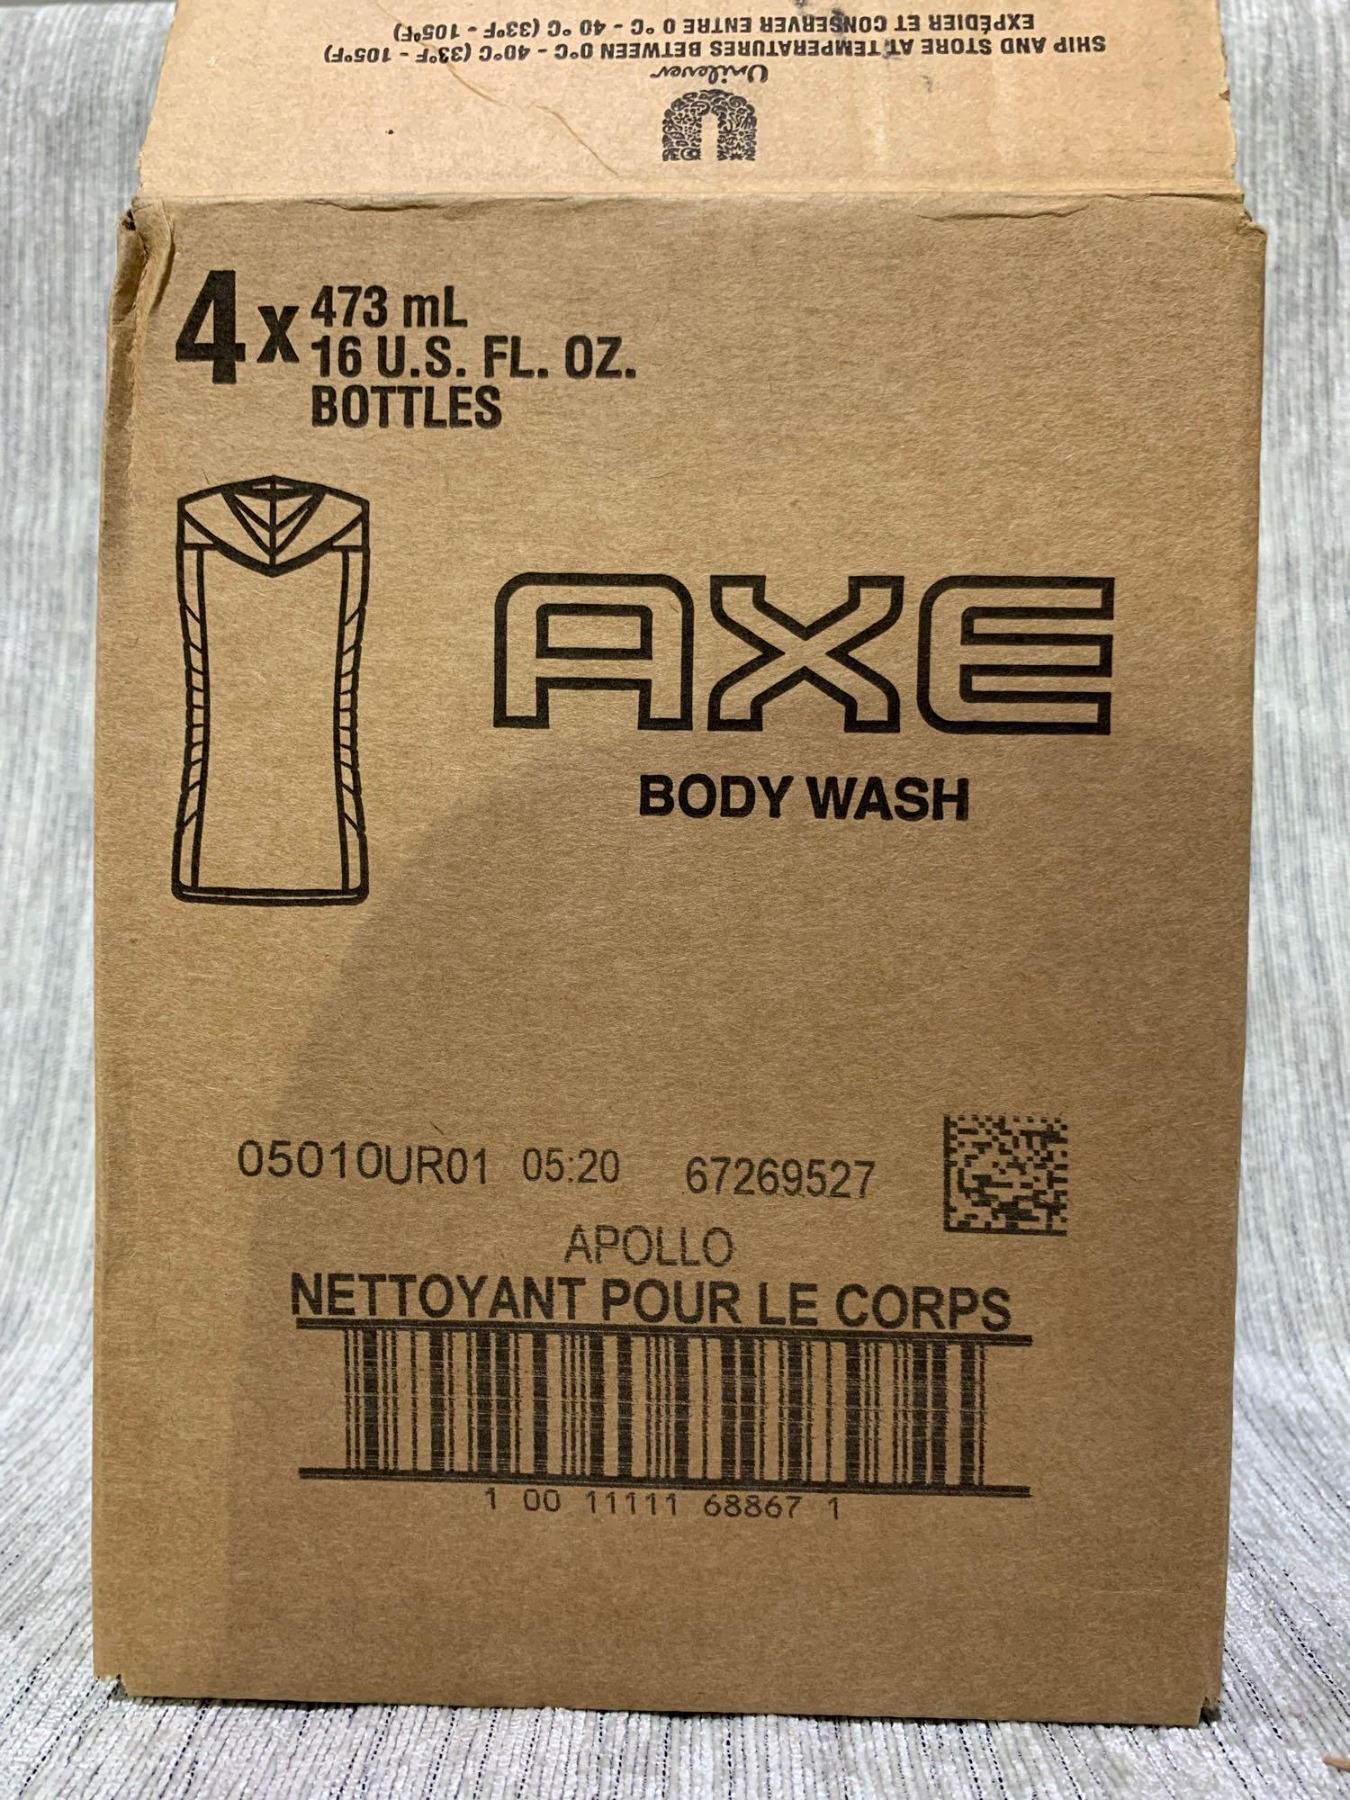 EXPÉDIER ET CONSERVER ENTRE 0 °C - 40 °C (33°F - 105°F)
SHIP AND STORE AT TEMPERATURES BETWEEN 0°C - 40°C (33°F - 105°F)
Unilever
4x
473 mL
16 U.S. FL. OZ.
BOTTLES
AXE
BODY WASH
05010UR01 05:20 67269527
APOLLO
NETTOYANT POUR LE CORPS
1 00 11111 68867 1